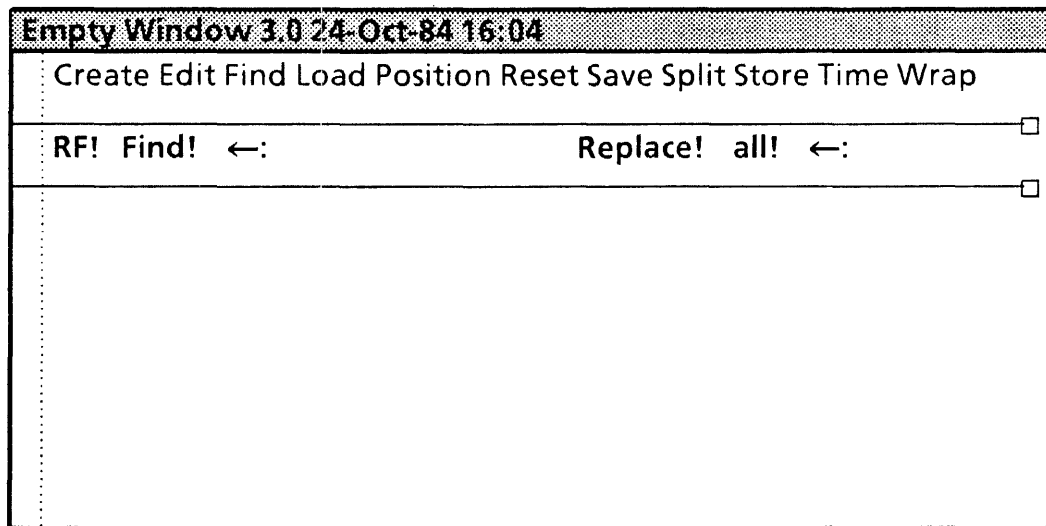 Empty Window 3.0 24-Oct-84 16:04
Create Edit Find Load Position Reset Save Split Store Time Wrap
RF! Find! ←: Replace! all! ←: